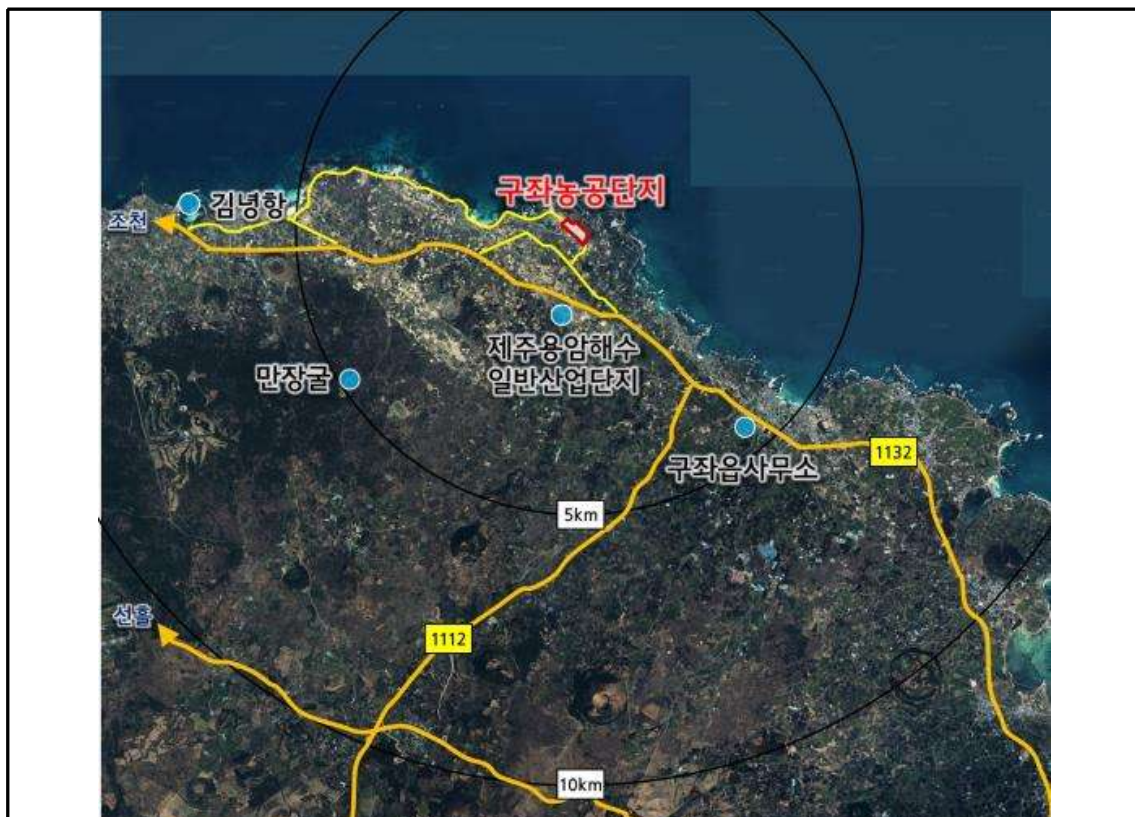 구좌농공단지
김녕항
조천
제주용암해수
일반산업단지
만장굴
구좌읍사무소
1132
5km
선흘
1112
10km